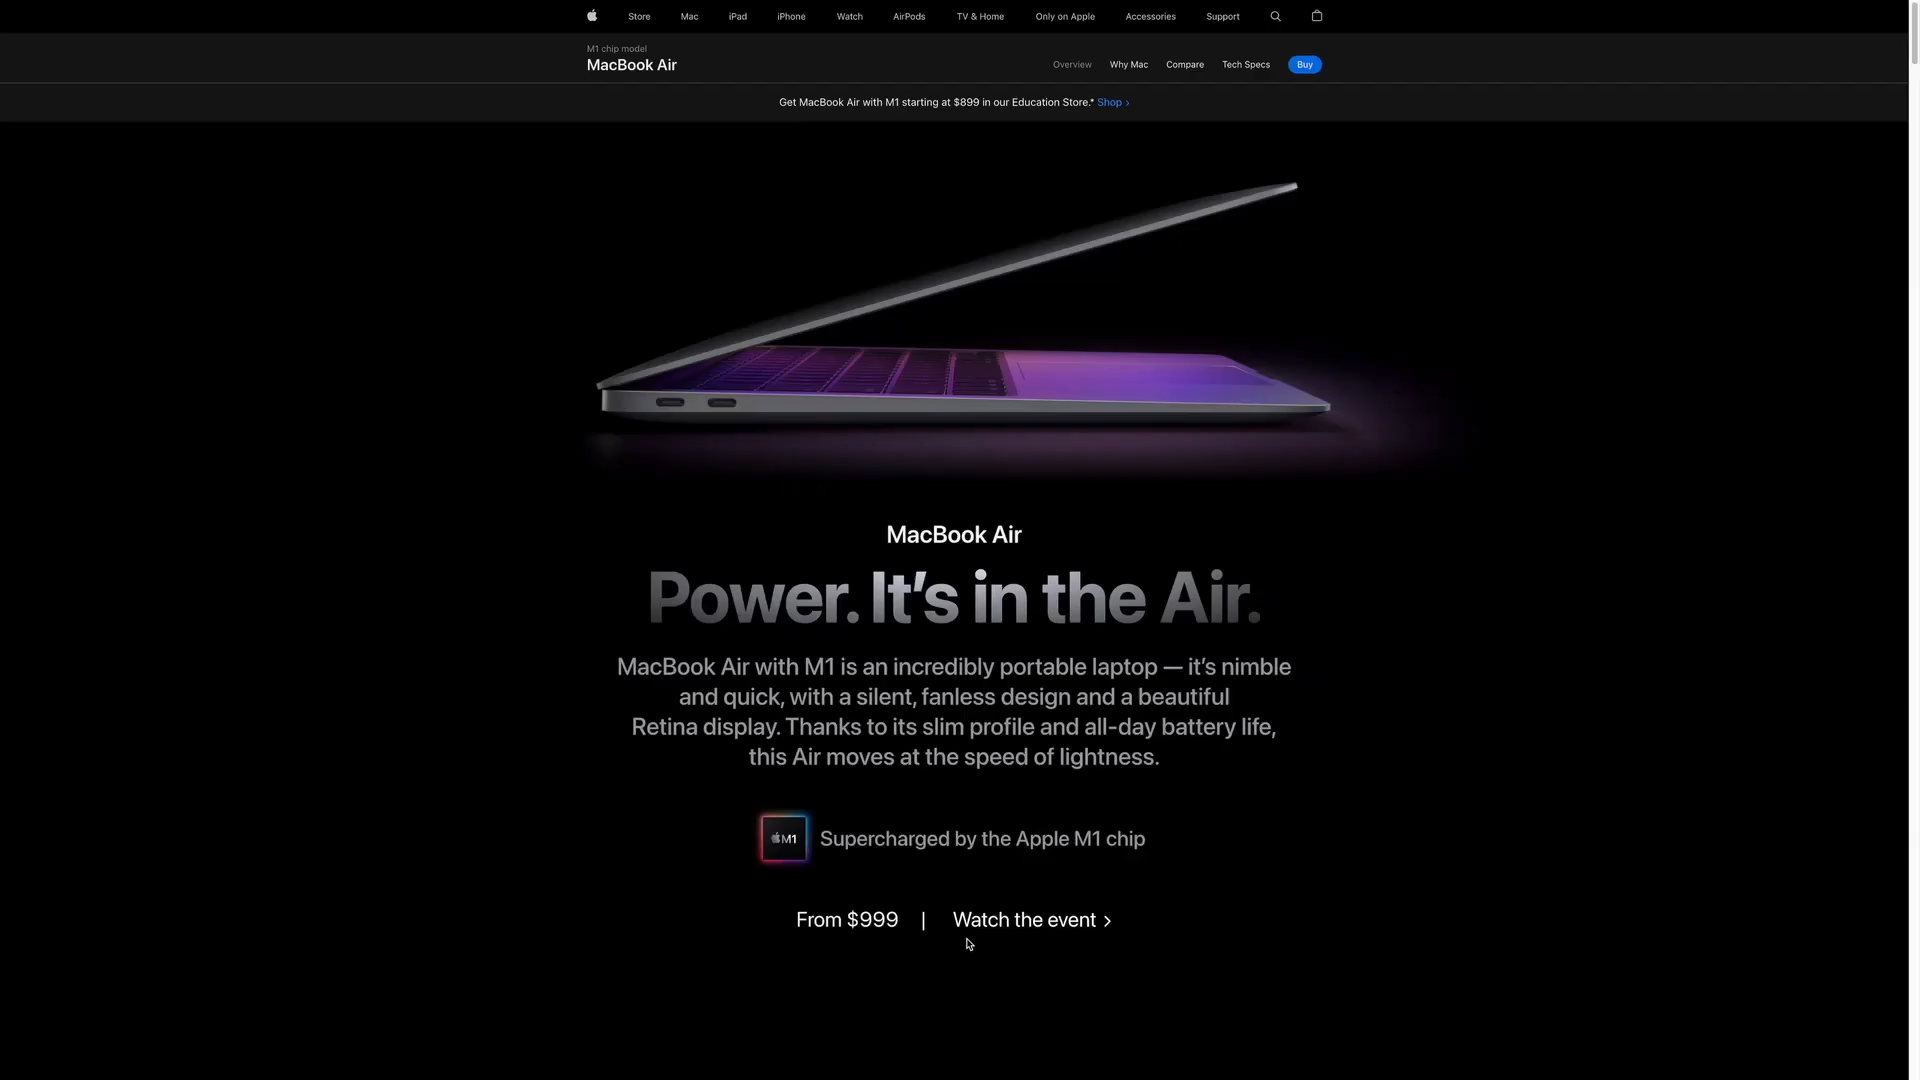 Store Mac iPad iPhone Watch AirPods TV & Home Only on Apple Accessories Support
M1 chip model
MacBook Air
Overview Why Mac Compare Tech Specs Buy
Get MacBook Air with M1 starting at $899 in our Education Store.* Shop ›
MacBook Air
Power. It’s in the Air.
MacBook Air with M1 is an incredibly portable laptop — it’s nimble
and quick, with a silent, fanless design and a beautiful
Retina display. Thanks to its slim profile and all-day battery life,
this Air moves at the speed of lightness.
M1 Supercharged by the Apple M1 chip
From $999 | Watch the event ›